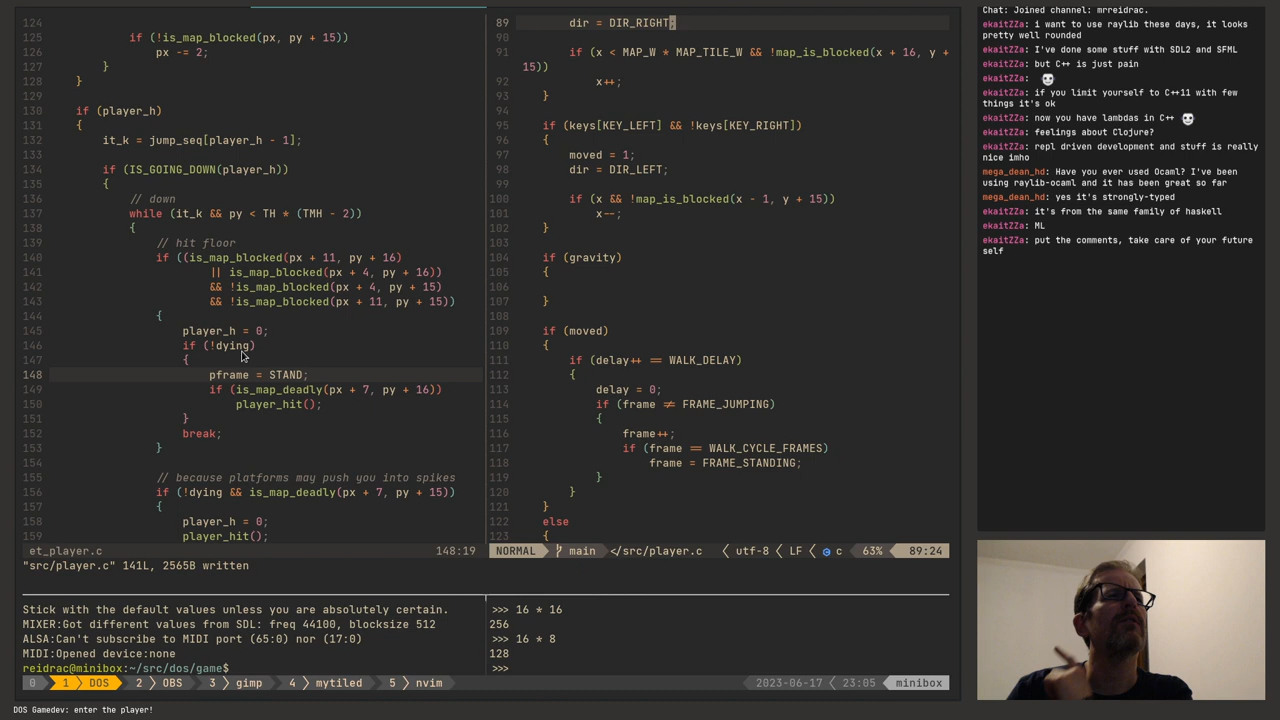 124
125 if (!is_map_blocked(px, py + 15))
126 px -= 2;
127 }
128 }
129
130 if (player_h)
131 {
132 it_k = jump_seq[player_h - 1];
133
134 if (IS_GOING_DOWN(player_h))
135 {
136 // down
137 while (it_k && py < TH * (TMH - 2))
138 {
139 // hit floor
140 if ((is_map_blocked(px + 11, py + 16)
141 || is_map_blocked(px + 4, py + 16))
142 && !is_map_blocked(px + 4, py + 15)
143 && !is_map_blocked(px + 11, py + 15))
144 {
145 player_h = 0;
146 if (!dying)
147 {
148 pframe = STAND;
149 if (is_map_deadly(px + 7, py + 16))
150 player_hit();
151 }
152 break;
153 }
154
155 // because platforms may push you into spikes
156 if (!dying && is_map_deadly(px + 7, py + 15))
157 {
158 player_h = 0;
159 player_hit();
et_player.c 148:19
"src/player.c" 141L, 2565B written
89 dir = DIR_RIGHT;
90
91 if (x < MAP_W * MAP_TILE_W && !map_is_blocked(x + 16, y +
15))
92 x++;
93 }
94
95 if (keys[KEY_LEFT] && !keys[KEY_RIGHT])
96 {
97 moved = 1;
98 dir = DIR_LEFT;
99
100 if (x && !map_is_blocked(x - 1, y + 15))
101 x--;
102 }
103
104 if (gravity)
105 {
106
107 }
108
109 if (moved)
110 {
111 if (delay++ == WALK_DELAY)
112 {
113 delay = 0;
114 if (frame ≠ FRAME_JUMPING)
115 {
116 frame++;
117 if (frame == WALK_CYCLE_FRAMES)
118 frame = FRAME_STANDING;
119 }
120 }
121 }
122 else
123 {
NORMAL main </src/player.c utf-8 LF c 63% 89:24
Stick with the default values unless you are absolutely certain.
MIXER:Got different values from SDL: freq 44100, blocksize 512
ALSA:Can't subscribe to MIDI port (65:0) nor (17:0)
MIDI:Opened device:none
reidrac@minibox:~/src/dos/game$
>>> 16 * 16
256
>>> 16 * 8
128
>>>
0 1 DOS 2 OBS 3 gimp 4 mytiled 5 nvim 2023-06-17 23:05 minibox
DOS Gamedev: enter the player!
Chat: Joined channel: mrreidrac.
ekaitZZa: i want to use raylib these days, it looks
pretty well rounded
ekaitZZa: I've done some stuff with SDL2 and SFML
ekaitZZa: but C++ is just pain
ekaitZZa:
ekaitZZa: if you limit yourself to C++11 with few
things it's ok
ekaitZZa: now you have lambdas in C++
ekaitZZa: feelings about Clojure?
ekaitZZa: repl driven development and stuff is really
nice imho
mega_dean_hd: Have you ever used Ocaml? I've been
using raylib-ocaml and it has been great so far
mega_dean_hd: yes it's strongly-typed
ekaitZZa: it's from the same family of haskell
ekaitZZa: ML
ekaitZZa: put the comments, take care of your future
self